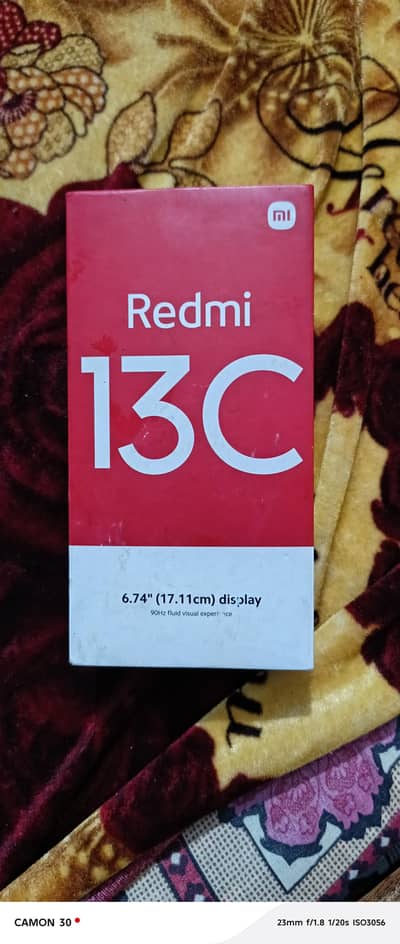 mi
Redmi
13C
6.74" (17.11cm) display
90Hz fluid visual experience
CAMON 30
23mm f/1.8 1/20s ISO3056